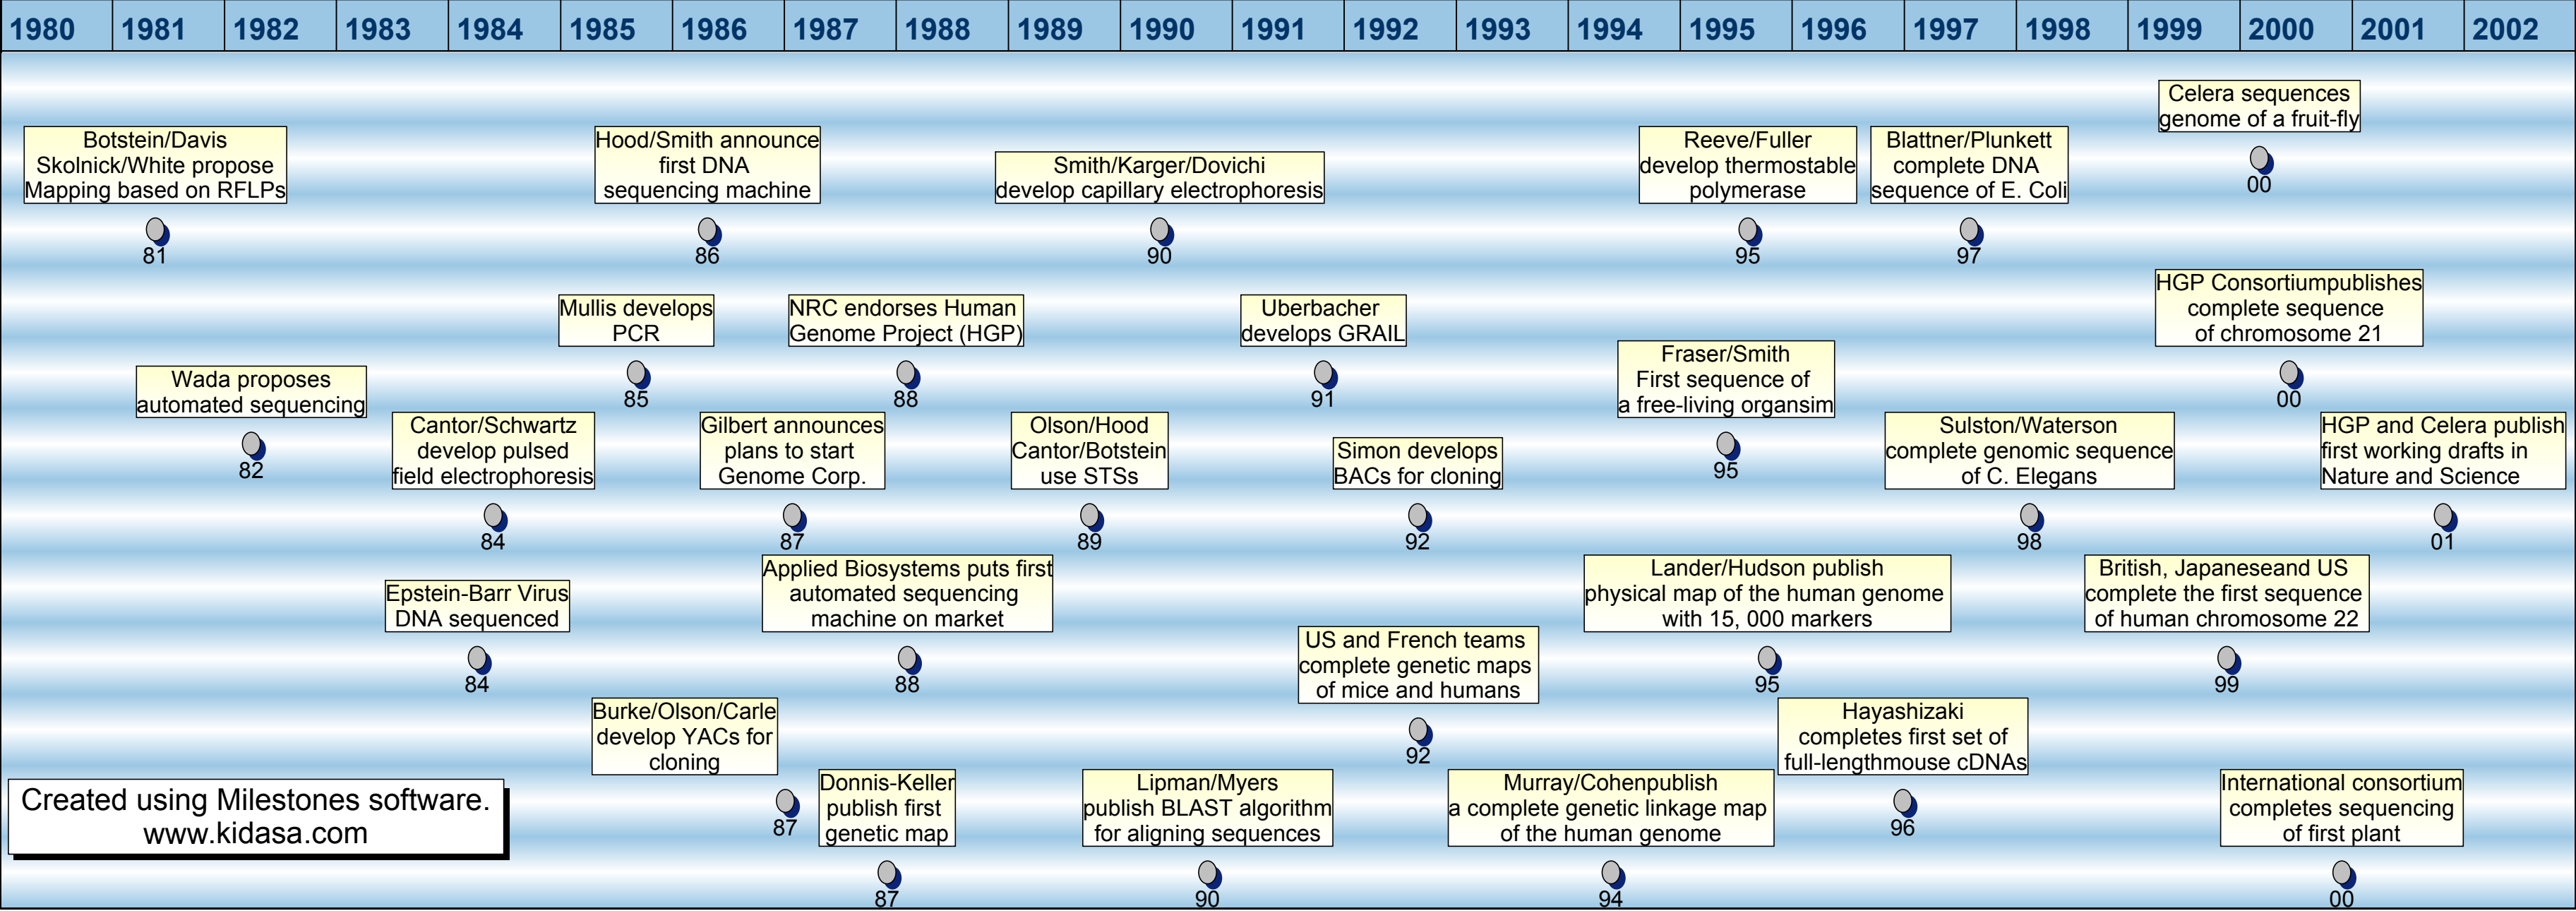 1980 1981 1982 1983 1984 1985 1986 1987 1988 1989 1990 1991 1992 1993 1994 1995 1996 1997 1998 1999 2000 2001 2002
Celera sequences
genome of a fruit-fly
00
Botstein/Davis
Skolnick/White propose
Mapping based on RFLPs
81
Hood/Smith announce
first DNA
sequencing machine
86
Smith/Karger/Dovichi
develop capillary electrophoresis
90
Reeve/Fuller
develop thermostable
polymerase
95
Blattner/Plunkett
complete DNA
sequence of E. Coli
97
Mullis develops
PCR
85
NRC endorses Human
Genome Project (HGP)
88
Uberbacher
develops GRAIL
91
HGP Consortiumpublishes
complete sequence
of chromosome 21
00
Wada proposes
automated sequencing
82
Fraser/Smith
First sequence of
a free-living organsim
95
Cantor/Schwartz
develop pulsed
field electrophoresis
84
Gilbert announces
plans to start
Genome Corp.
87
Olson/Hood
Cantor/Botstein
use STSs
89
Simon develops
BACs for cloning
92
Sulston/Waterson
complete genomic sequence
of C. Elegans
98
HGP and Celera publish
first working drafts in
Nature and Science
01
Epstein-Barr Virus
DNA sequenced
84
Applied Biosystems puts first
automated sequencing
machine on market
88
Lander/Hudson publish
physical map of the human genome
with 15, 000 markers
95
British, Japaneseand US
complete the first sequence
of human chromosome 22
99
US and French teams
complete genetic maps
of mice and humans
92
Burke/Olson/Carle
develop YACs for
cloning
87
Hayashizaki
completes first set of
full-lengthmouse cDNAs
96
Created using Milestones software.
www.kidasa.com
Donnis-Keller
publish first
genetic map
87
Lipman/Myers
publish BLAST algorithm
for aligning sequences
90
Murray/Cohenpublish
a complete genetic linkage map
of the human genome
94
International consortium
completes sequencing
of first plant
00